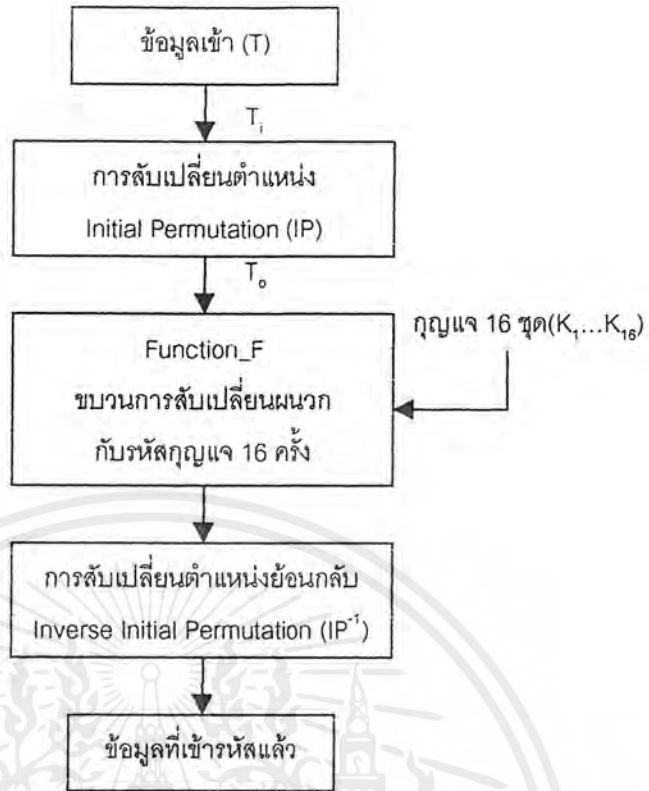 ข้อมูลเข้า (T)
T_i
การสับเปลี่ยนตำแหน่ง
Initial Permutation (IP)
T_o
กุญแจ 16 ชุด(K_1...K_16)
Function_F
ขบวนการสับเปลี่ยนผนวก
กับรหัสกุญแจ 16 ครั้ง
การสับเปลี่ยนตำแหน่งย้อนกลับ
Inverse Initial Permutation (IP^-1)
ข้อมูลที่เข้ารหัสแล้ว